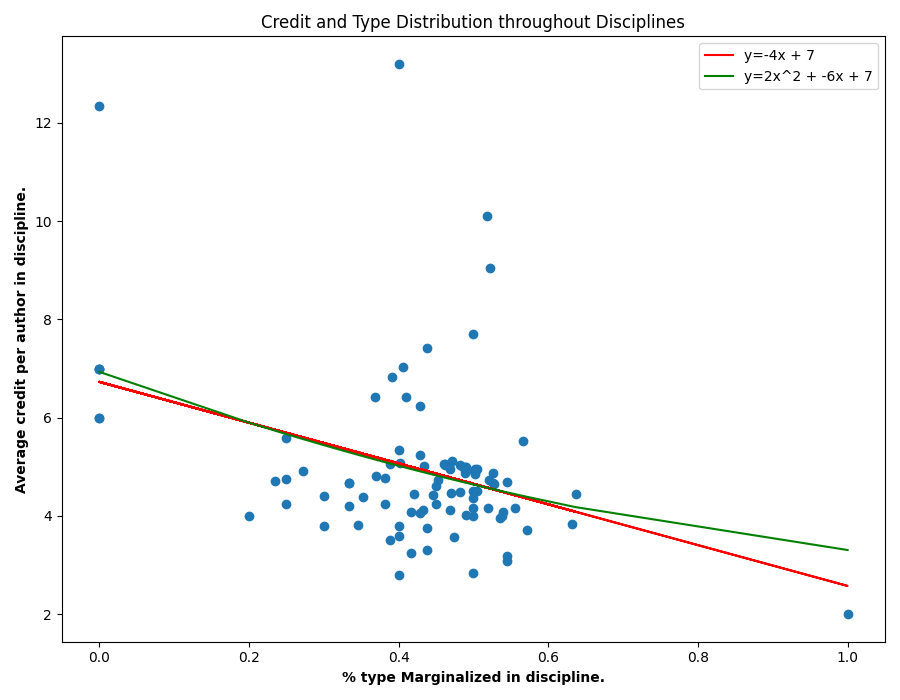 Credit and Type Distribution throughout Disciplines
y=-4x + 7
y=2x^2 + -6x + 7
Average credit per author in discipline.
12
10
8
6
4
2
0.0 0.2 0.4 0.6 0.8 1.0
% type Marginalized in discipline.